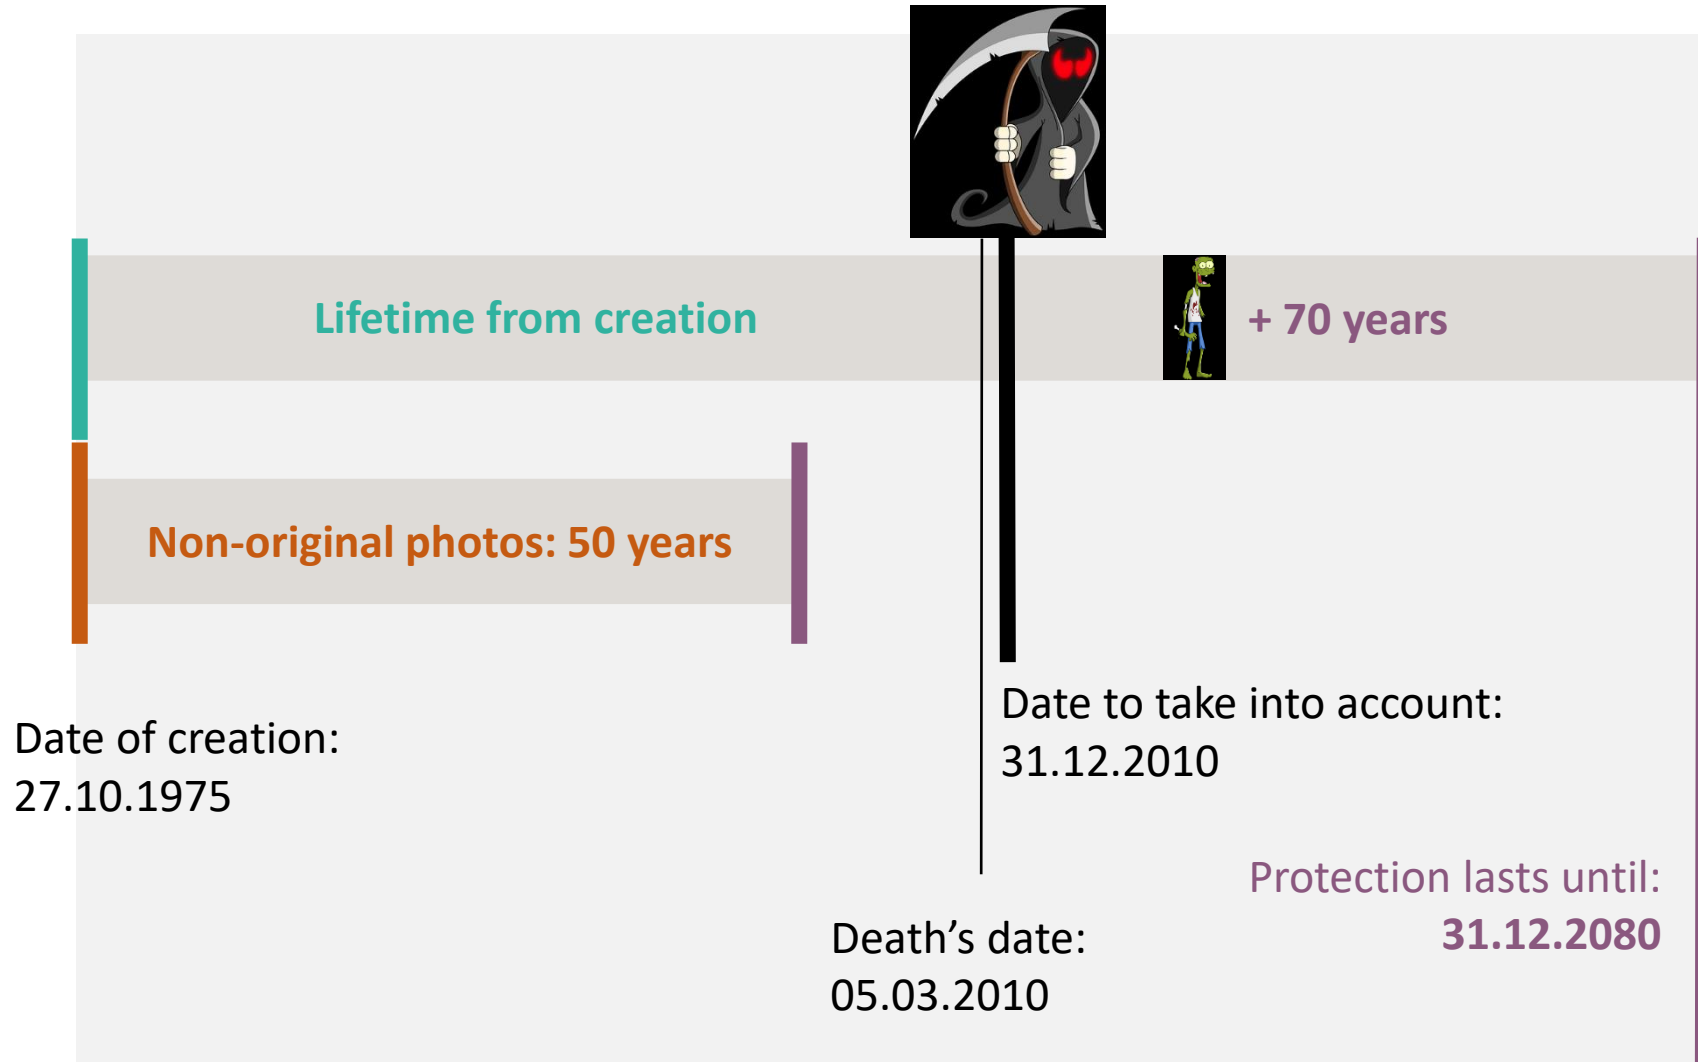 Lifetime from creation
+ 70 years
Non-original photos: 50 years
Date of creation:
27.10.1975
Date to take into account:
31.12.2010
Death’s date:
05.03.2010
Protection lasts until:
31.12.2080